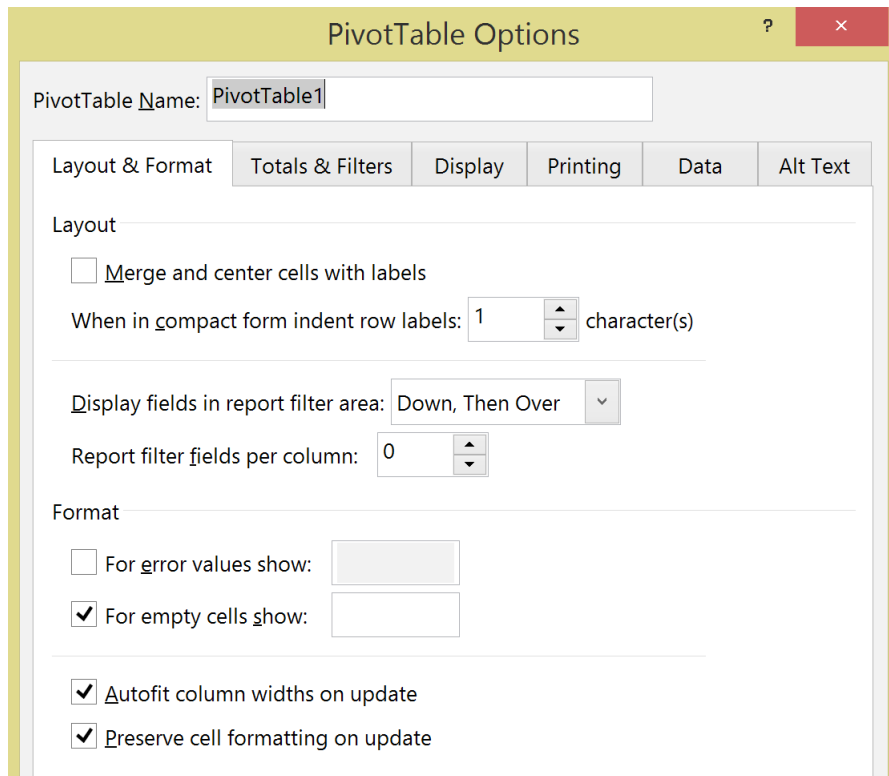 PivotTable Options ? ×
PivotTable Name: PivotTable1
Layout & Format Totals & Filters Display Printing Data Alt Text
Layout
Merge and center cells with labels
When in compact form indent row labels: 1 character(s)
Display fields in report filter area: Down, Then Over
Report filter fields per column: 0
Format
For error values show:
For empty cells show:
Autofit column widths on update
Preserve cell formatting on update